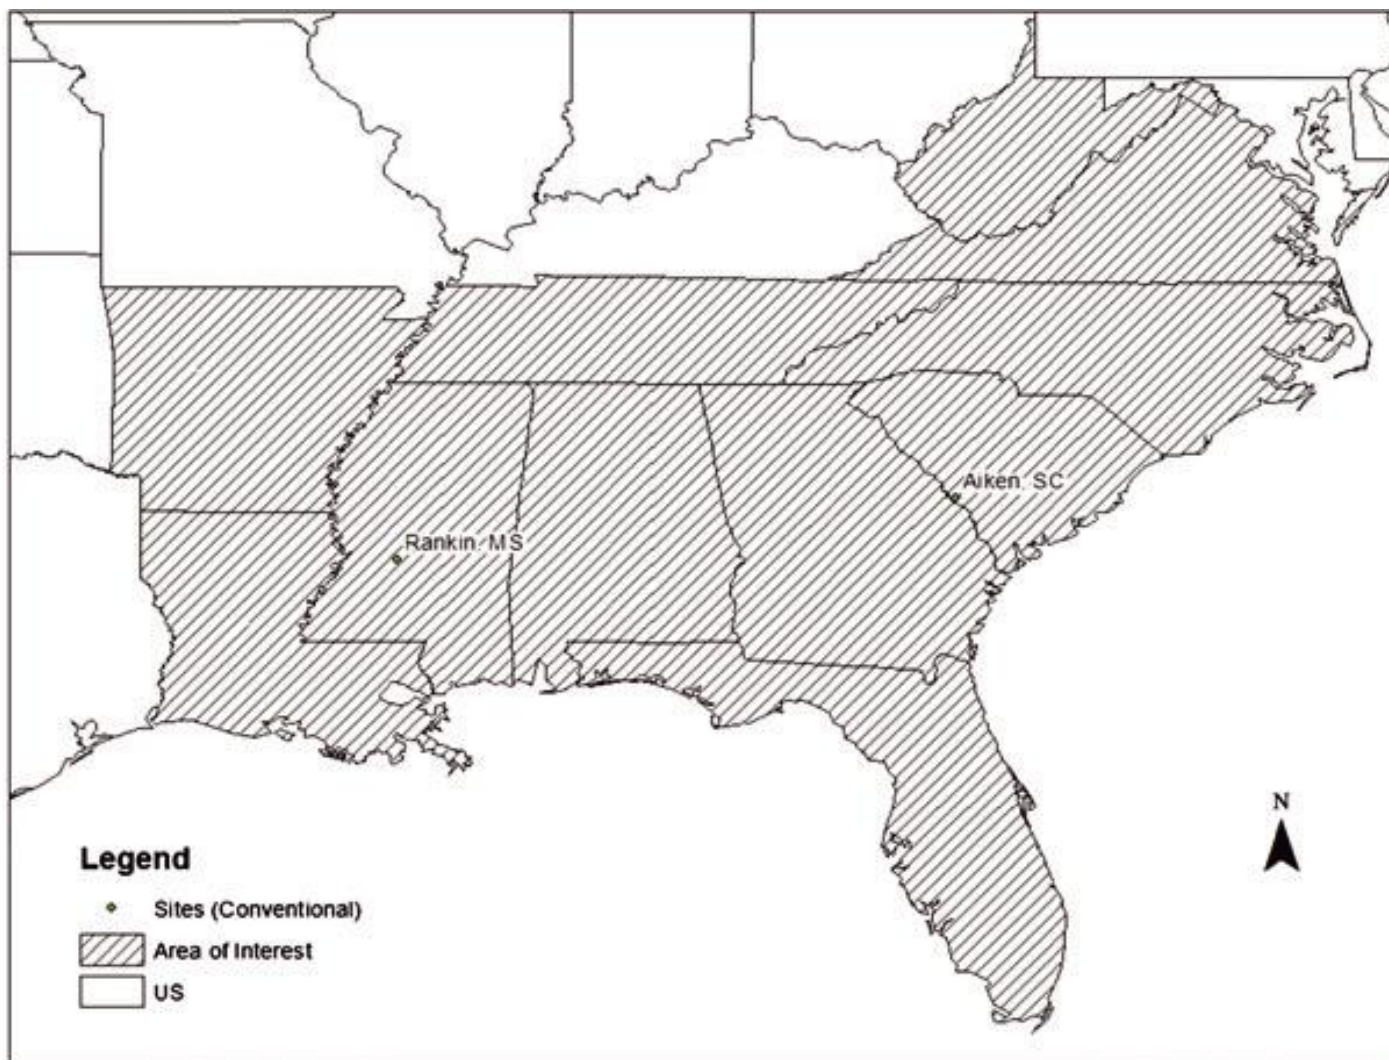 N
Aiken, SC
Rankin, MS
Legend
Sites (Conventional)
Area of Interest
US